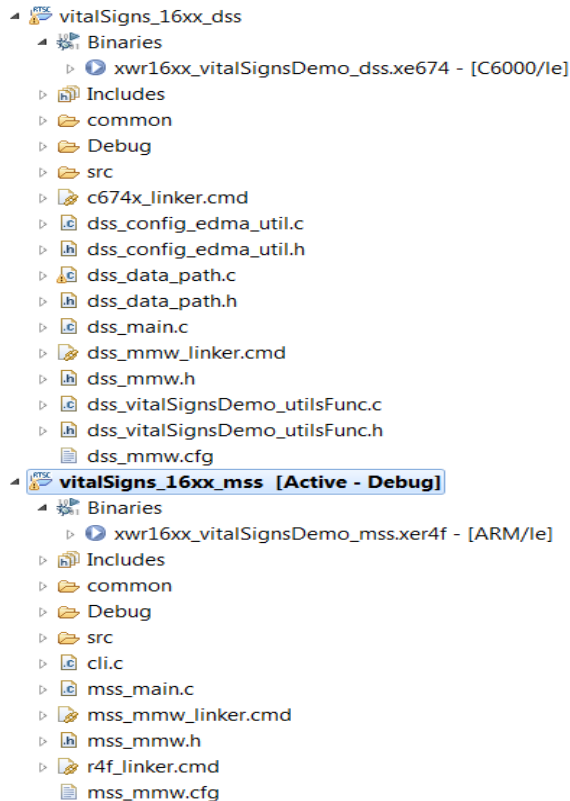 vitalSigns_16xx_dss
Binaries
xwr16xx_vitalSignsDemo_dss.xe674 - [C6000/le]
Includes
common
Debug
src
c674x_linker.cmd
dss_config_edma_util.c
dss_config_edma_util.h
dss_data_path.c
dss_data_path.h
dss_main.c
dss_mmw_linker.cmd
dss_mmw.h
dss_vitalSignsDemo_utilsFunc.c
dss_vitalSignsDemo_utilsFunc.h
dss_mmw.cfg
vitalSigns_16xx_mss [Active - Debug]
Binaries
xwr16xx_vitalSignsDemo_mss.xer4f - [ARM/le]
Includes
common
Debug
src
cli.c
mss_main.c
mss_mmw_linker.cmd
mss_mmw.h
r4f_linker.cmd
mss_mmw.cfg